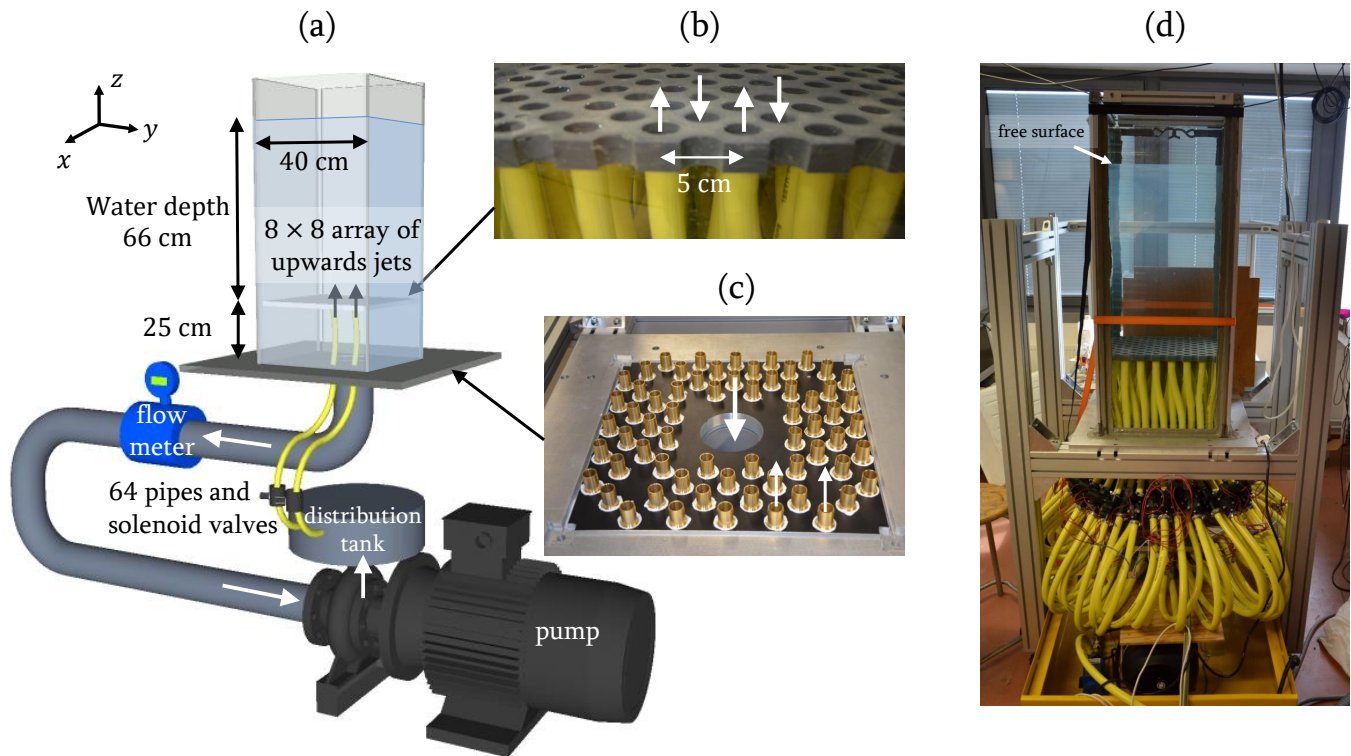 (a)
z
y
x
40 cm
Water depth
66 cm
8 × 8 array of
upwards jets
25 cm
flow
meter
64 pipes and
solenoid valves
distribution
tank
pump
(b)
5 cm
(c)
(d)
free surface